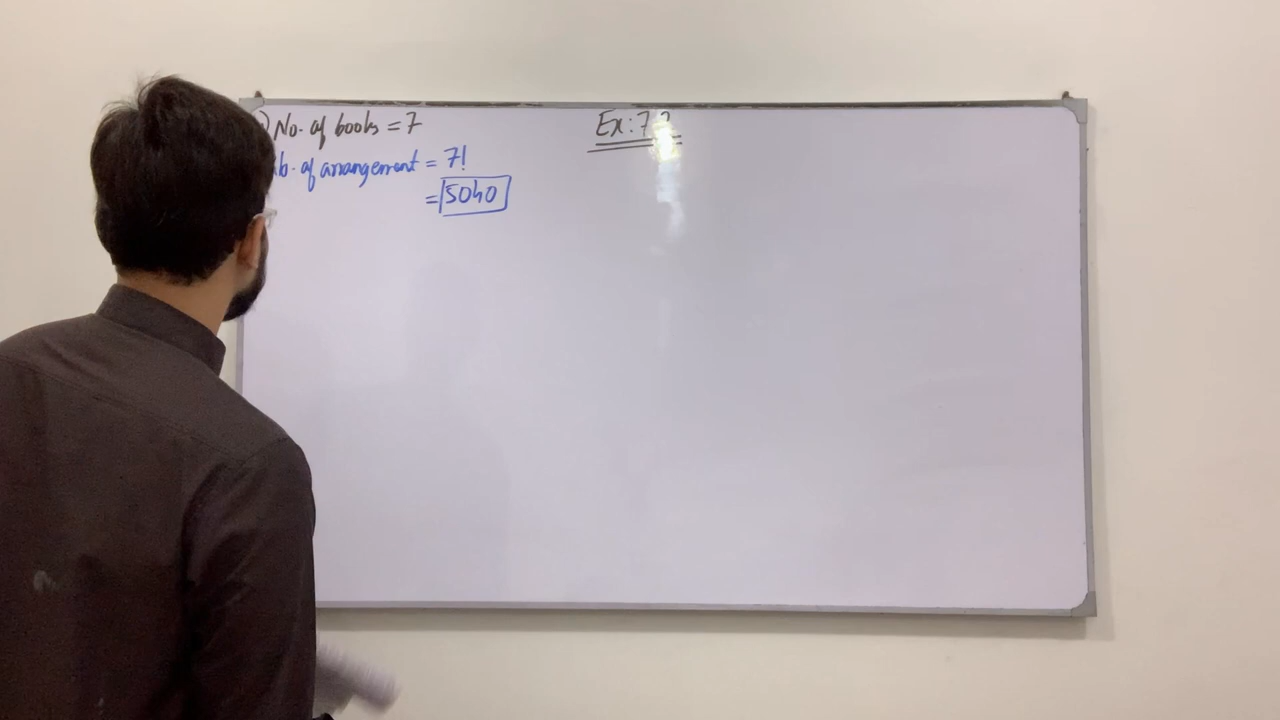 ) No. of books = 7
of arrangement = 7!
= 5040
Ex: 7